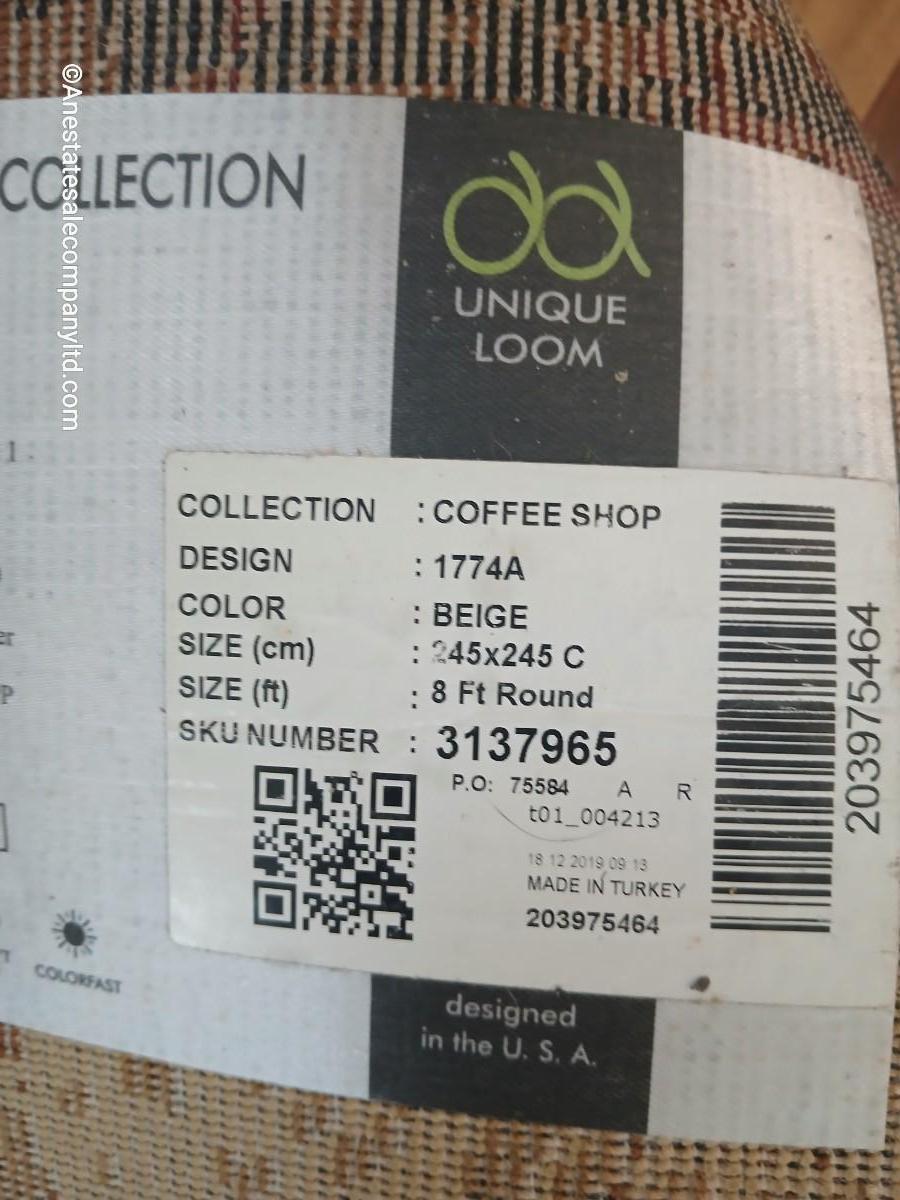 ©Anestatesalecompanyltd.com
COLLECTION
UNIQUE
LOOM
1
er
P
COLLECTION : COFFEE SHOP
DESIGN : 1774A
COLOR : BEIGE
SIZE (cm) : 245x245 C
SIZE (ft) : 8 Ft Round
SKU NUMBER : 3137965
P.O: 75584 A R
t01_004213
18 12 2019 09 13
MADE IN TURKEY
203975464
203975464
COLORFAST
designed
in the U. S. A.